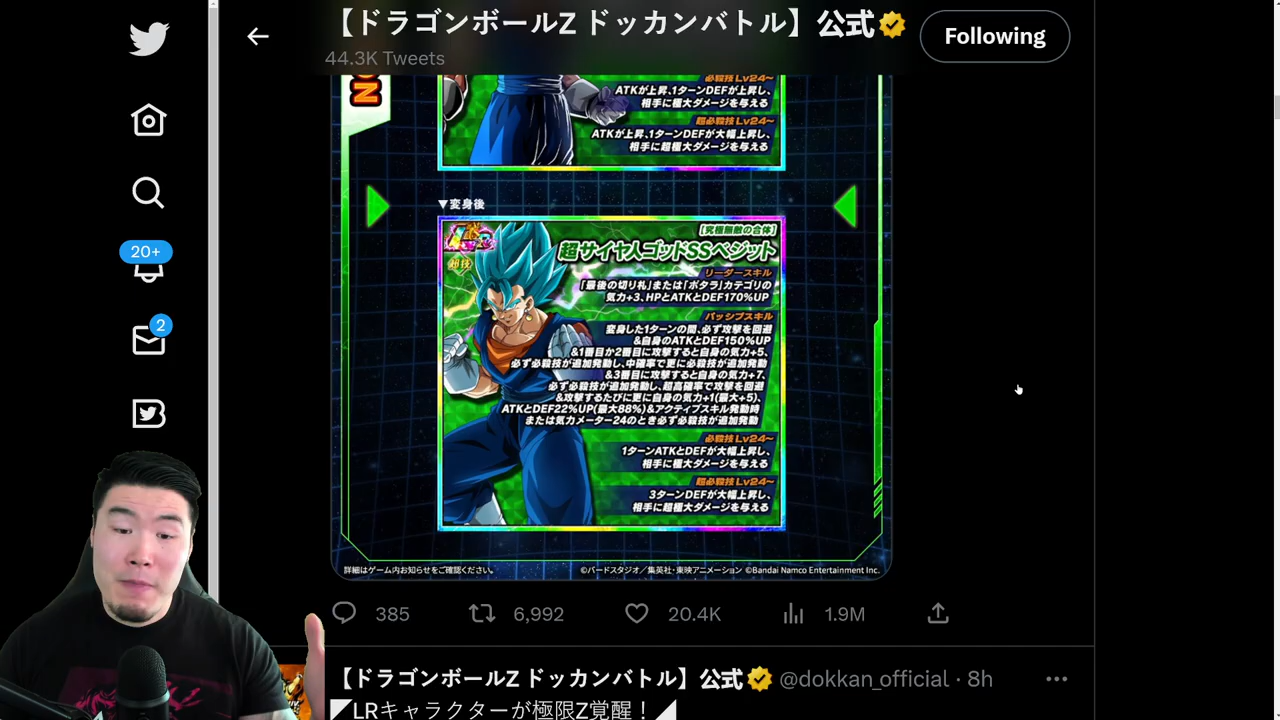 【ドラゴンボールZ ドッカンバトル】公式
44.3K Tweets
Following
20+
2
必殺技Lv24~
ATKが上昇、1ターンDEFが上昇し、
相手に極大ダメージを与える
超必殺技Lv24~
ATKが上昇、1ターンDEFが大幅上昇し、
相手に超極大ダメージを与える
▼変身後
LR
超技
[究極無敵の合体]
超サイヤ人ゴッドSSベジット
リーダースキル
「最後の切り札」または「ポタラ」カテゴリの
気力+3、HPとATKとDEF170%UP
パッシブスキル
変身した1ターンの間、必ず攻撃を回避
&自身のATKとDEF150%UP
&1番目か2番目に攻撃すると自身の気力+5、
必ず必殺技が追加発動し、中確率で更に必殺技が追加発動
&3番目に攻撃すると自身の気力+7、
必ず必殺技が追加発動し、超高確率で攻撃を回避
&攻撃するたびに更に自身の気力+1(最大+5)、
ATKとDEF22%UP(最大88%)&アクティブスキル発動時
または気力メーター24のとき必ず必殺技が追加発動
必殺技Lv24~
1ターンATKとDEFが大幅上昇し、
相手に極大ダメージを与える
超必殺技Lv24~
3ターンDEFが大幅上昇し、
相手に超極大ダメージを与える
詳細はゲーム内お知らせをご確認ください。
©バードスタジオ／集英社・東映アニメーション ©Bandai Namco Entertainment Inc.
385 6,992 20.4K 1.9M
【ドラゴンボールZ ドッカンバトル】公式 @dokkan_official · 8h
◤LRキャラクターが極限Z覚醒！◢